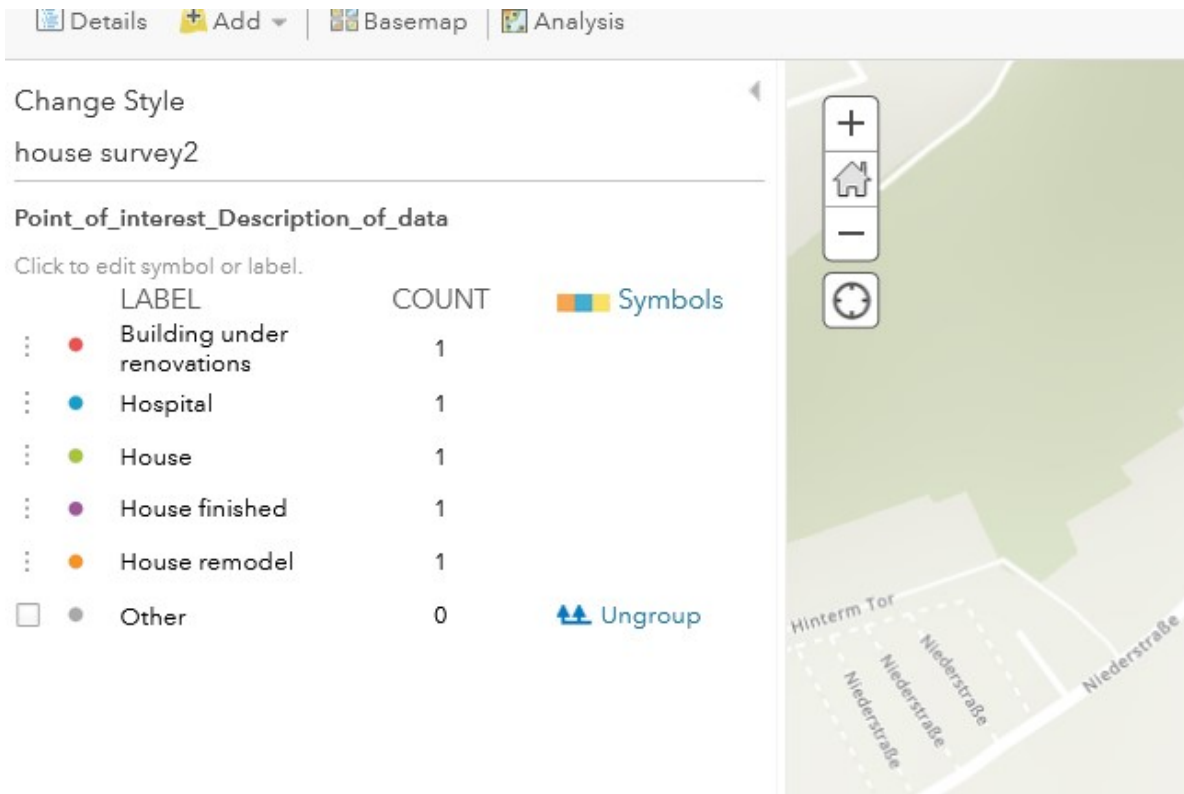 Details Add Basemap Analysis
Change Style
house survey2
Point_of_interest_Description_of_data
Click to edit symbol or label.
LABEL COUNT Symbols
Building under
renovations 1
Hospital 1
House 1
House finished 1
House remodel 1
Other 0 Ungroup
+
−
Hinterm Tor
Niederstraße
Niederstraße
Niederstraße
Niederstraße